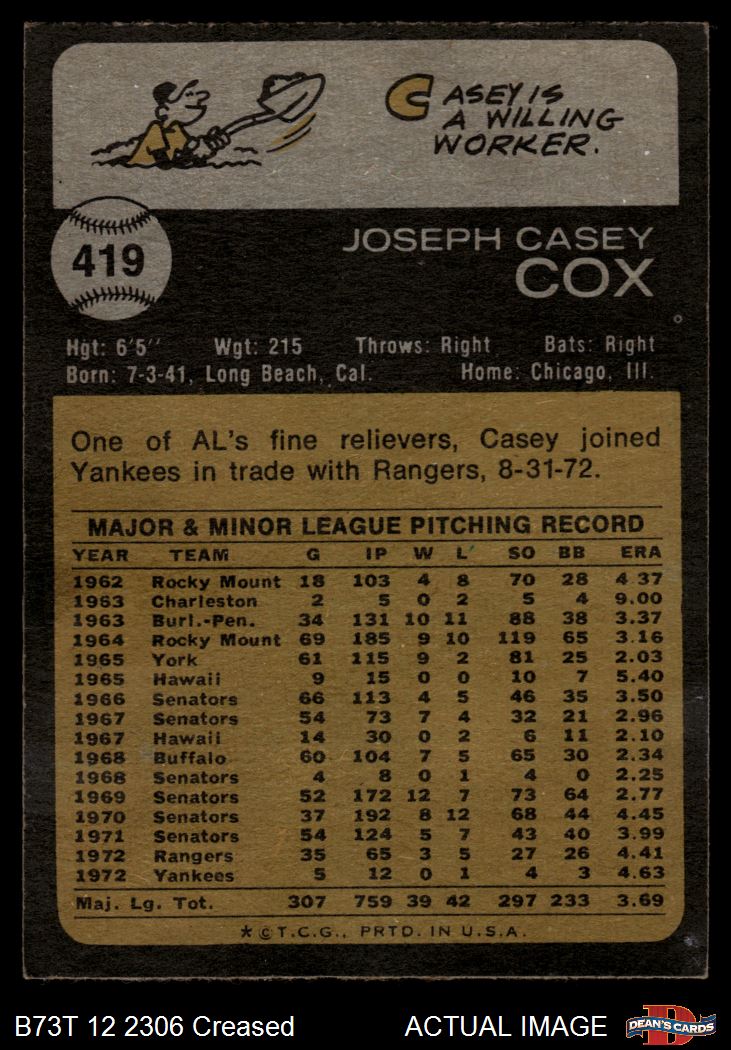 CASEY IS
A WILLING
WORKER.
419
JOSEPH CASEY
COX
Hgt: 6'5'' Wgt: 215 Throws: Right Bats: Right
Born: 7-3-41, Long Beach, Cal. Home: Chicago, Ill.
One of AL's fine relievers, Casey joined
Yankees in trade with Rangers, 8-31-72.
MAJOR & MINOR LEAGUE PITCHING RECORD
YEAR TEAM G IP W L SO BB ERA
1962 Rocky Mount 18 103 4 8 70 28 4.37
1963 Charleston 2 5 0 2 5 4 9.00
1963 Burl.-Pen. 34 131 10 11 88 38 3.37
1964 Rocky Mount 69 185 9 10 119 65 3.16
1965 York 61 115 9 2 81 25 2.03
1965 Hawaii 9 15 0 0 10 7 5.40
1966 Senators 66 113 4 5 46 35 3.50
1967 Senators 54 73 7 4 32 21 2.96
1967 Hawaii 14 30 0 2 6 11 2.10
1968 Buffalo 60 104 7 5 65 30 2.34
1968 Senators 4 8 0 1 4 0 2.25
1969 Senators 52 172 12 7 73 64 2.77
1970 Senators 37 192 8 12 68 44 4.45
1971 Senators 54 124 5 7 43 40 3.99
1972 Rangers 35 65 3 5 27 26 4.41
1972 Yankees 5 12 0 1 4 3 4.63
Maj. Lg. Tot. 307 759 39 42 297 233 3.69
*©T.C.G., PRTD. IN U.S.A.
B73T 12 2306 Creased ACTUAL IMAGE
D
DEAN'S CARDS